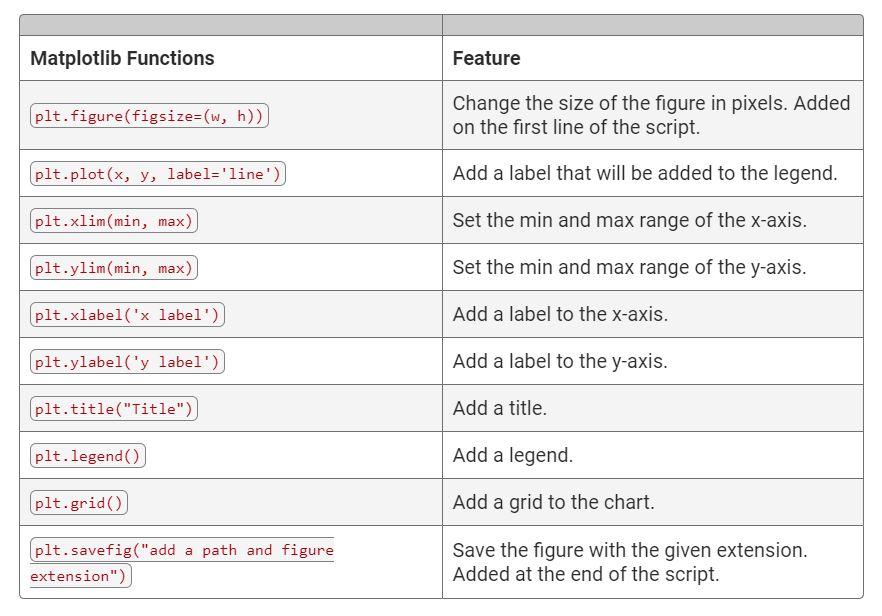 Matplotlib Functions
Feature
plt.figure(figsize=(w, h))
Change the size of the figure in pixels. Added
on the first line of the script.
plt.plot(x, y, label='line')
Add a label that will be added to the legend.
plt.xlim(min, max)
Set the min and max range of the x-axis.
plt.ylim(min, max)
Set the min and max range of the y-axis.
plt.xlabel('x label')
Add a label to the x-axis.
plt.ylabel('y label')
Add a label to the y-axis.
plt.title("Title")
Add a title.
plt.legend()
Add a legend.
plt.grid()
Add a grid to the chart.
plt.savefig("add a path and figure
extension")
Save the figure with the given extension.
Added at the end of the script.